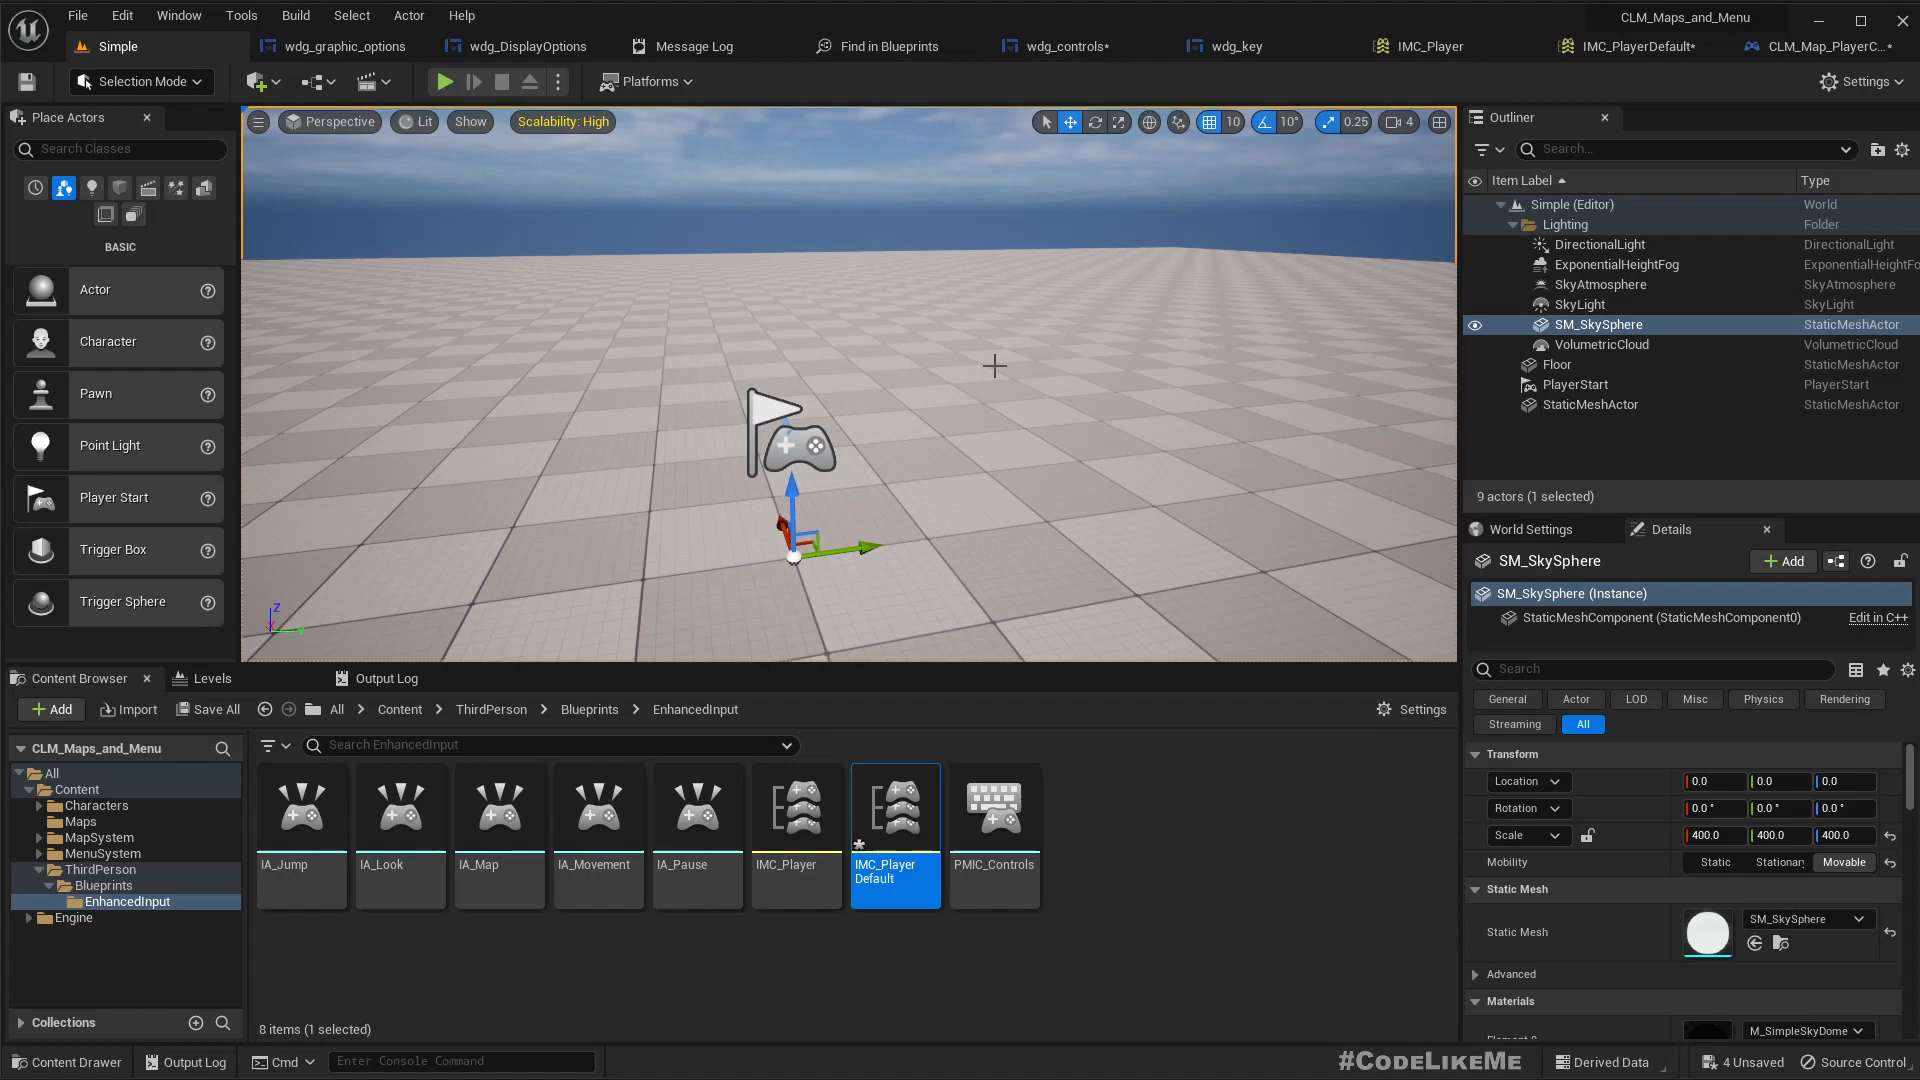 File Edit Window Tools Build Select Actor Help
CLM_Maps_and_Menu
Simple wdg_graphic_options wdg_DisplayOptions Message Log Find in Blueprints wdg_controls* wdg_key IMC_Player IMC_PlayerDefault* CLM_Map_PlayerC...*
Selection Mode Platforms Settings
Place Actors
Search Classes
BASIC
Actor
Character
Pawn
Point Light
Player Start
Trigger Box
Trigger Sphere
Perspective Lit Show Scalability: High 10 10° 0.25 4
Z
Outliner
Search...
Item Label Type
Simple (Editor) World
Lighting Folder
DirectionalLight DirectionalLight
ExponentialHeightFog ExponentialHeightFo
SkyAtmosphere SkyAtmosphere
SkyLight SkyLight
SM_SkySphere StaticMeshActor
VolumetricCloud VolumetricCloud
Floor StaticMeshActor
PlayerStart PlayerStart
StaticMeshActor StaticMeshActor
9 actors (1 selected)
World Settings Details
SM_SkySphere Add
SM_SkySphere (Instance)
StaticMeshComponent (StaticMeshComponent0) Edit in C++
Search
General Actor LOD Misc Physics Rendering
Streaming All
Transform
Location 0.0 0.0 0.0
Rotation 0.0 ° 0.0 ° 0.0 °
Scale 400.0 400.0 400.0
Mobility Static Stationary Movable
Static Mesh
Static Mesh SM_SkySphere
Advanced
Materials
M_SimpleSkyDome
Content Browser Levels Output Log
Add Import Save All All Content ThirdPerson Blueprints EnhancedInput Settings
CLM_Maps_and_Menu
Search EnhancedInput
All
Content
Characters
Maps
MapSystem
MenuSystem
ThirdPerson
Blueprints
EnhancedInput
Engine
Collections
IA_Jump IA_Look IA_Map IA_Movement IA_Pause IMC_Player IMC_Player PMIC_Controls
Default
8 items (1 selected)
Content Drawer Output Log Cmd Enter Console Command #CODELIKEME Derived Data 4 Unsaved Source Control